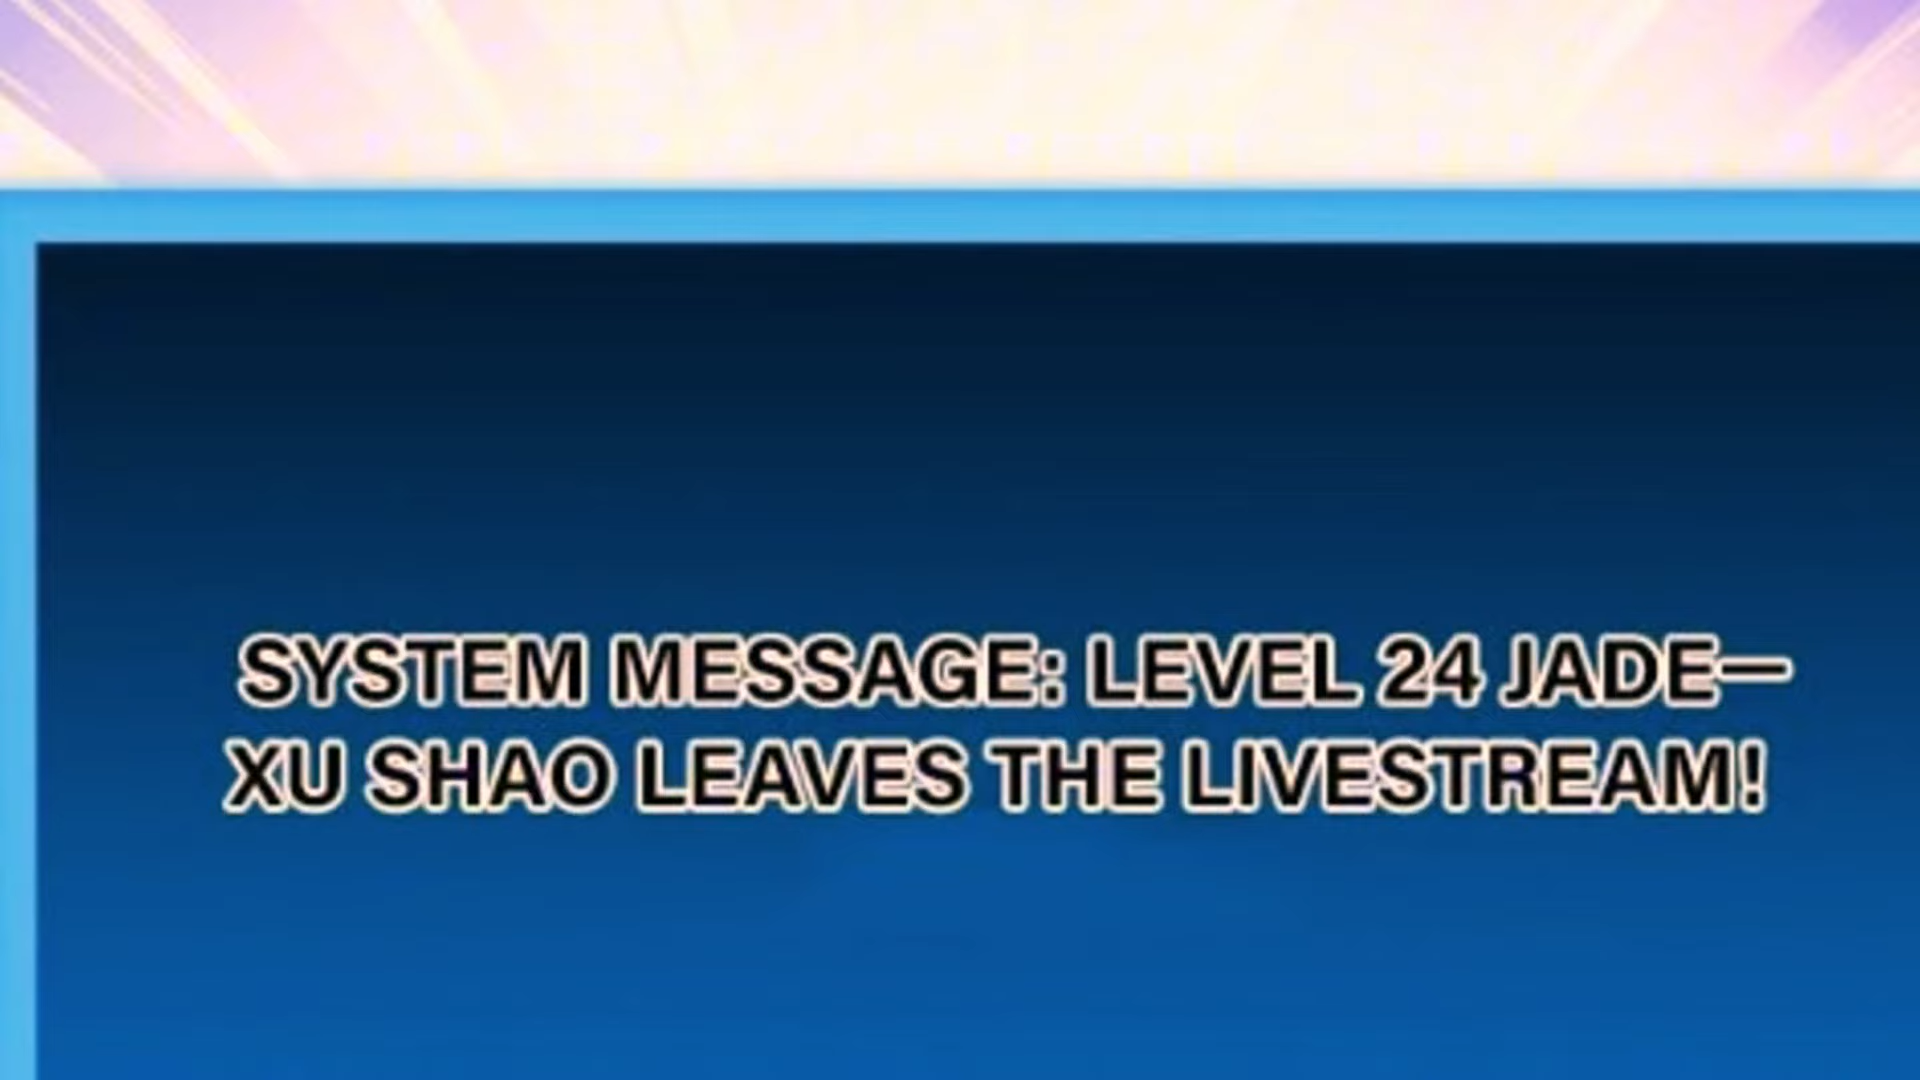 SYSTEM MESSAGE: LEVEL 24 JADE—
XU SHAO LEAVES THE LIVESTREAM!